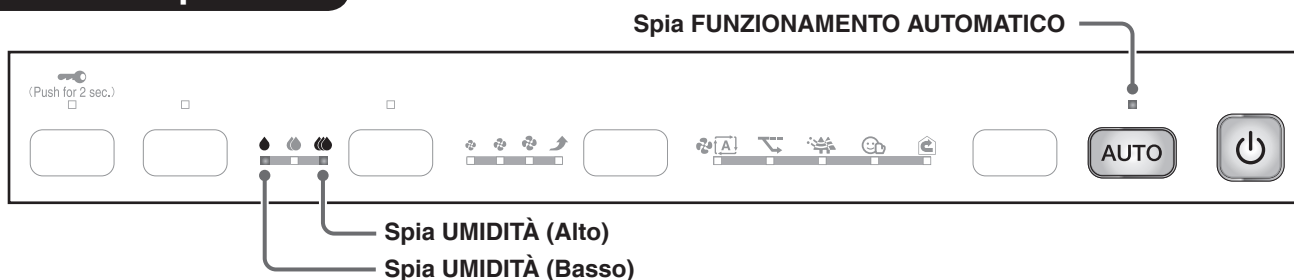 Spia FUNZIONAMENTO AUTOMATICO
(Push for 2 sec.)
A
AUTO
Spia UMIDITÀ (Alto)
Spia UMIDITÀ (Basso)